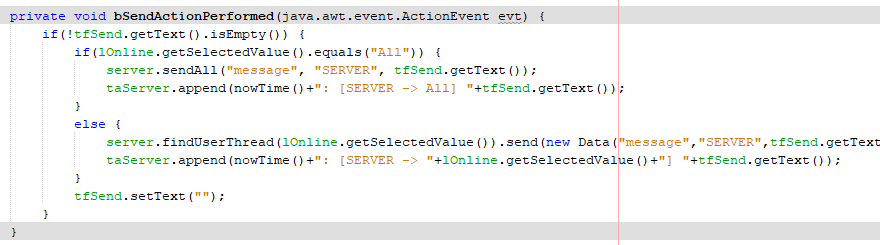 private void bSendActionPerformed(java.awt.event.ActionEvent evt) {
if(!tfSend.getText().isEmpty()) {
if(lOnline.getSelectedValue().equals("All")) {
server.sendAll("message", "SERVER", tfSend.getText());
taServer.append(nowTime()+": [SERVER -> All] "+tfSend.getText());
}
else {
server.findUserThread(lOnline.getSelectedValue()).send(new Data("message","SERVER",tfSend.getText
taServer.append(nowTime()+": [SERVER -> "+lOnline.getSelectedValue()+"] "+tfSend.getText());
}
tfSend.setText("");
}
}